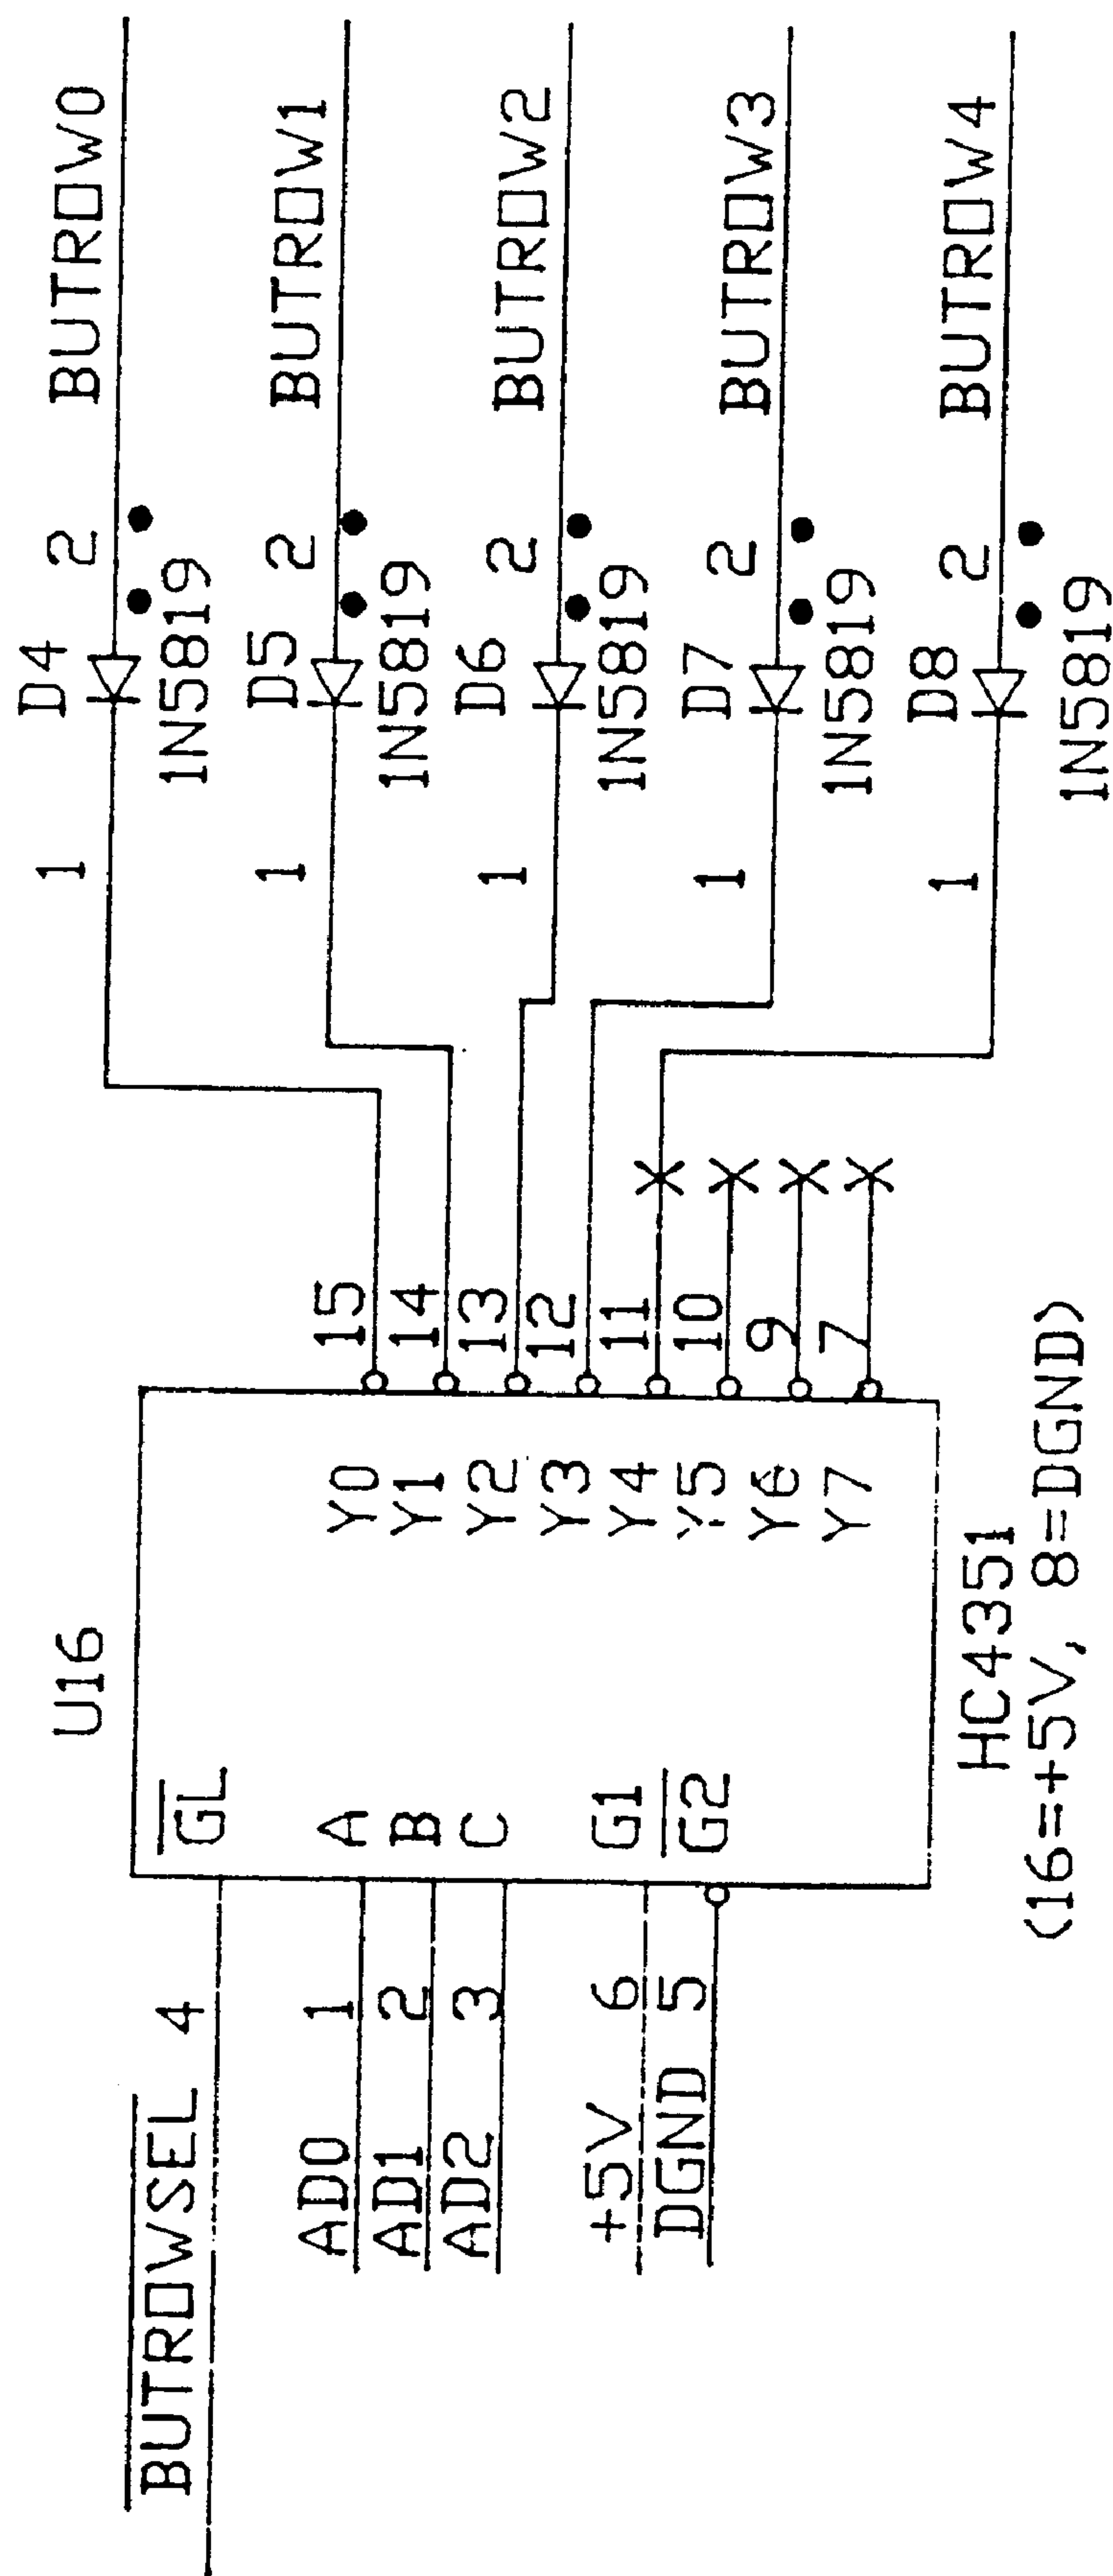 BUTROWSEL 4
AD0 1
AD1 2
AD2 3
+5V 6
DGND 5
U16
GL
A
B
C
G1
G2
Y0
Y1
Y2
Y3
Y4
Y5
Y6
Y7
HC4351
(16=+5V, 8=DGND)
15
14
13
12
11
10
9
7
1 D4 2 BUTROW0
1N5819
1 D5 2 BUTROW1
1N5819
1 D6 2 BUTROW2
1N5819
1 D7 2 BUTROW3
1N5819
1 D8 2 BUTROW4
1N5819